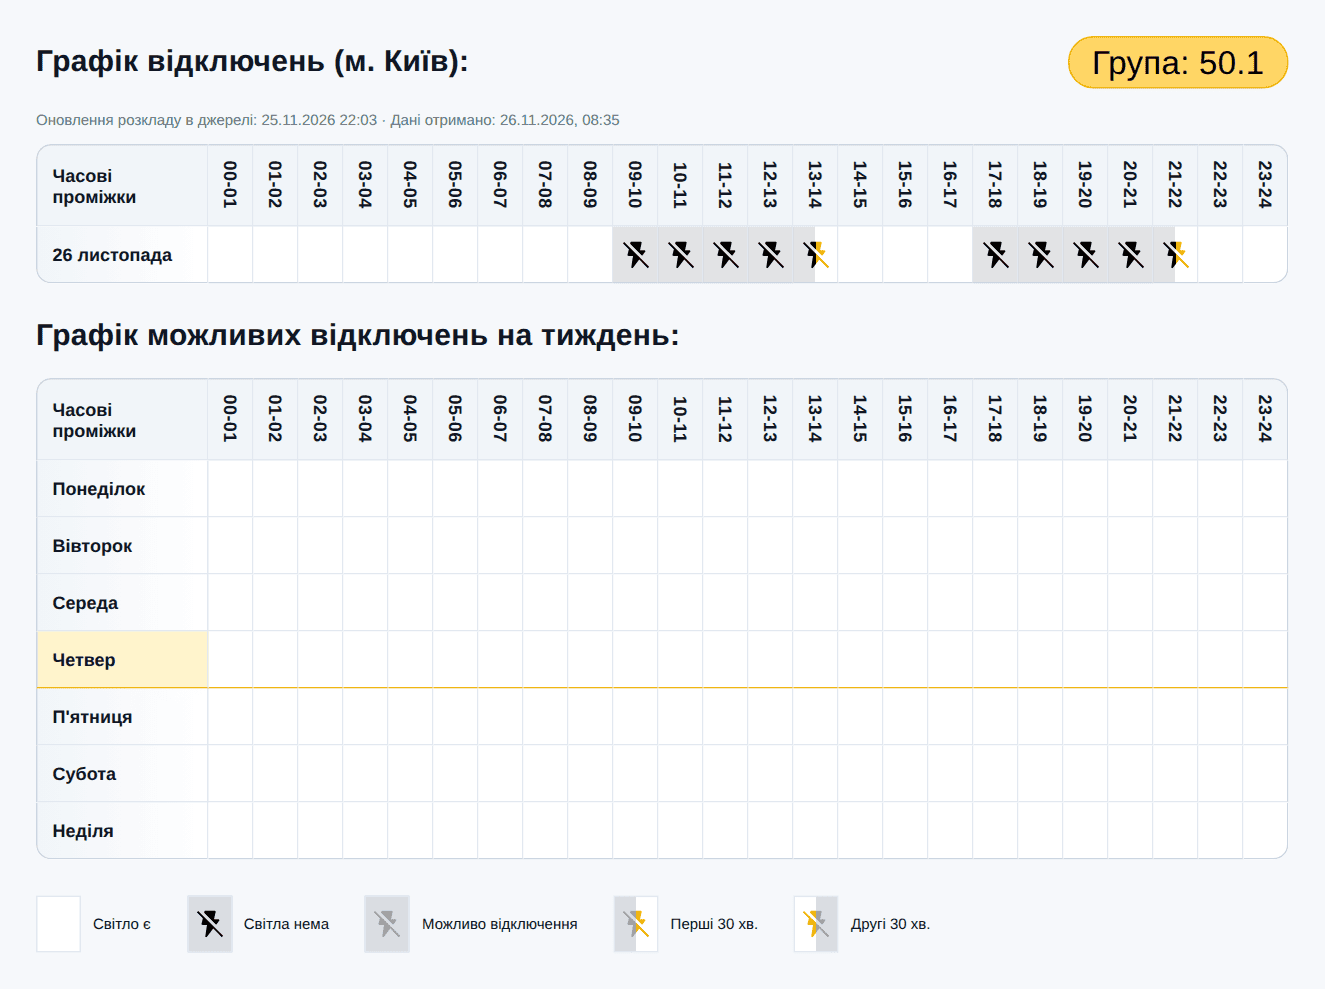 Графік відключень (м. Київ):
Група: 50.1
Оновлення розкладу в джерелі: 25.11.2026 22:03 · Дані отримано: 26.11.2026, 08:35
Часові
проміжки
00-01
01-02
02-03
03-04
04-05
05-06
06-07
07-08
08-09
09-10
10-11
11-12
12-13
13-14
14-15
15-16
16-17
17-18
18-19
19-20
20-21
21-22
22-23
23-24
26 листопада
Графік можливих відключень на тиждень:
Часові
проміжки
00-01
01-02
02-03
03-04
04-05
05-06
06-07
07-08
08-09
09-10
10-11
11-12
12-13
13-14
14-15
15-16
16-17
17-18
18-19
19-20
20-21
21-22
22-23
23-24
Понеділок
Вівторок
Середа
Четвер
П'ятниця
Субота
Неділя
Світло є
Світла нема
Можливо відключення
Перші 30 хв.
Другі 30 хв.